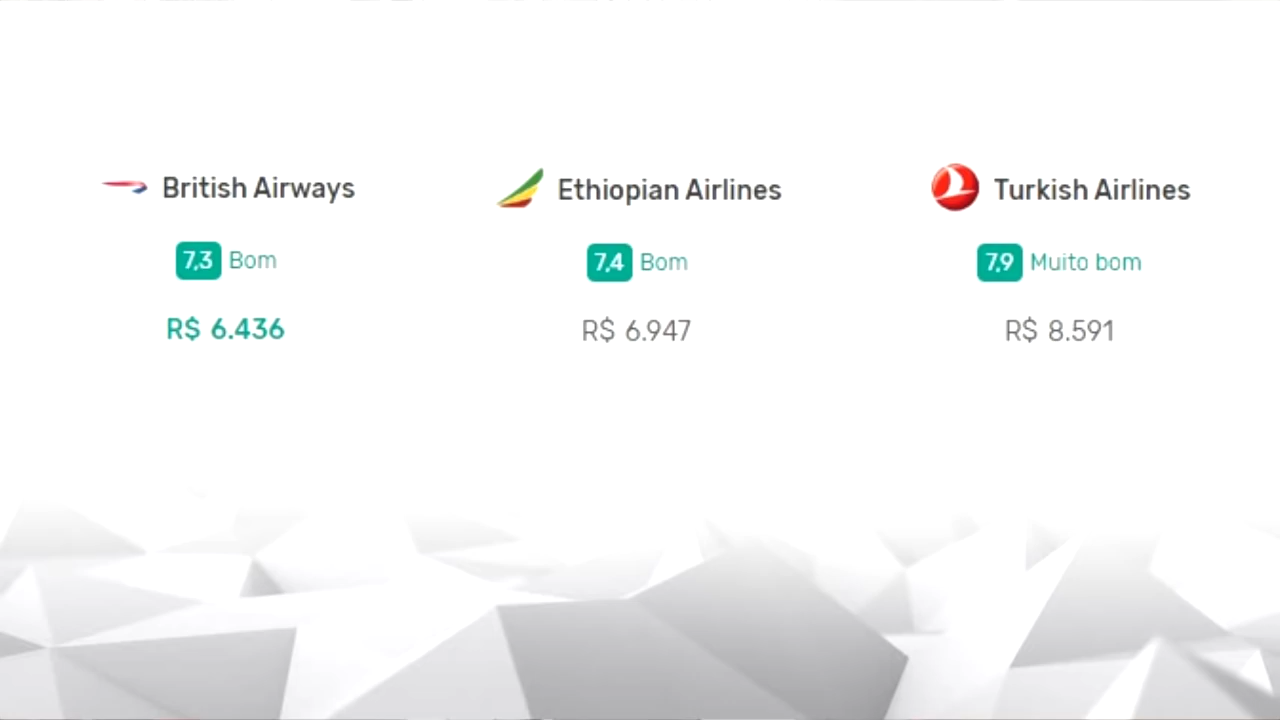 British Airways
7,3 Bom
R$ 6.436
Ethiopian Airlines
7,4 Bom
R$ 6.947
Turkish Airlines
7,9 Muito bom
R$ 8.591